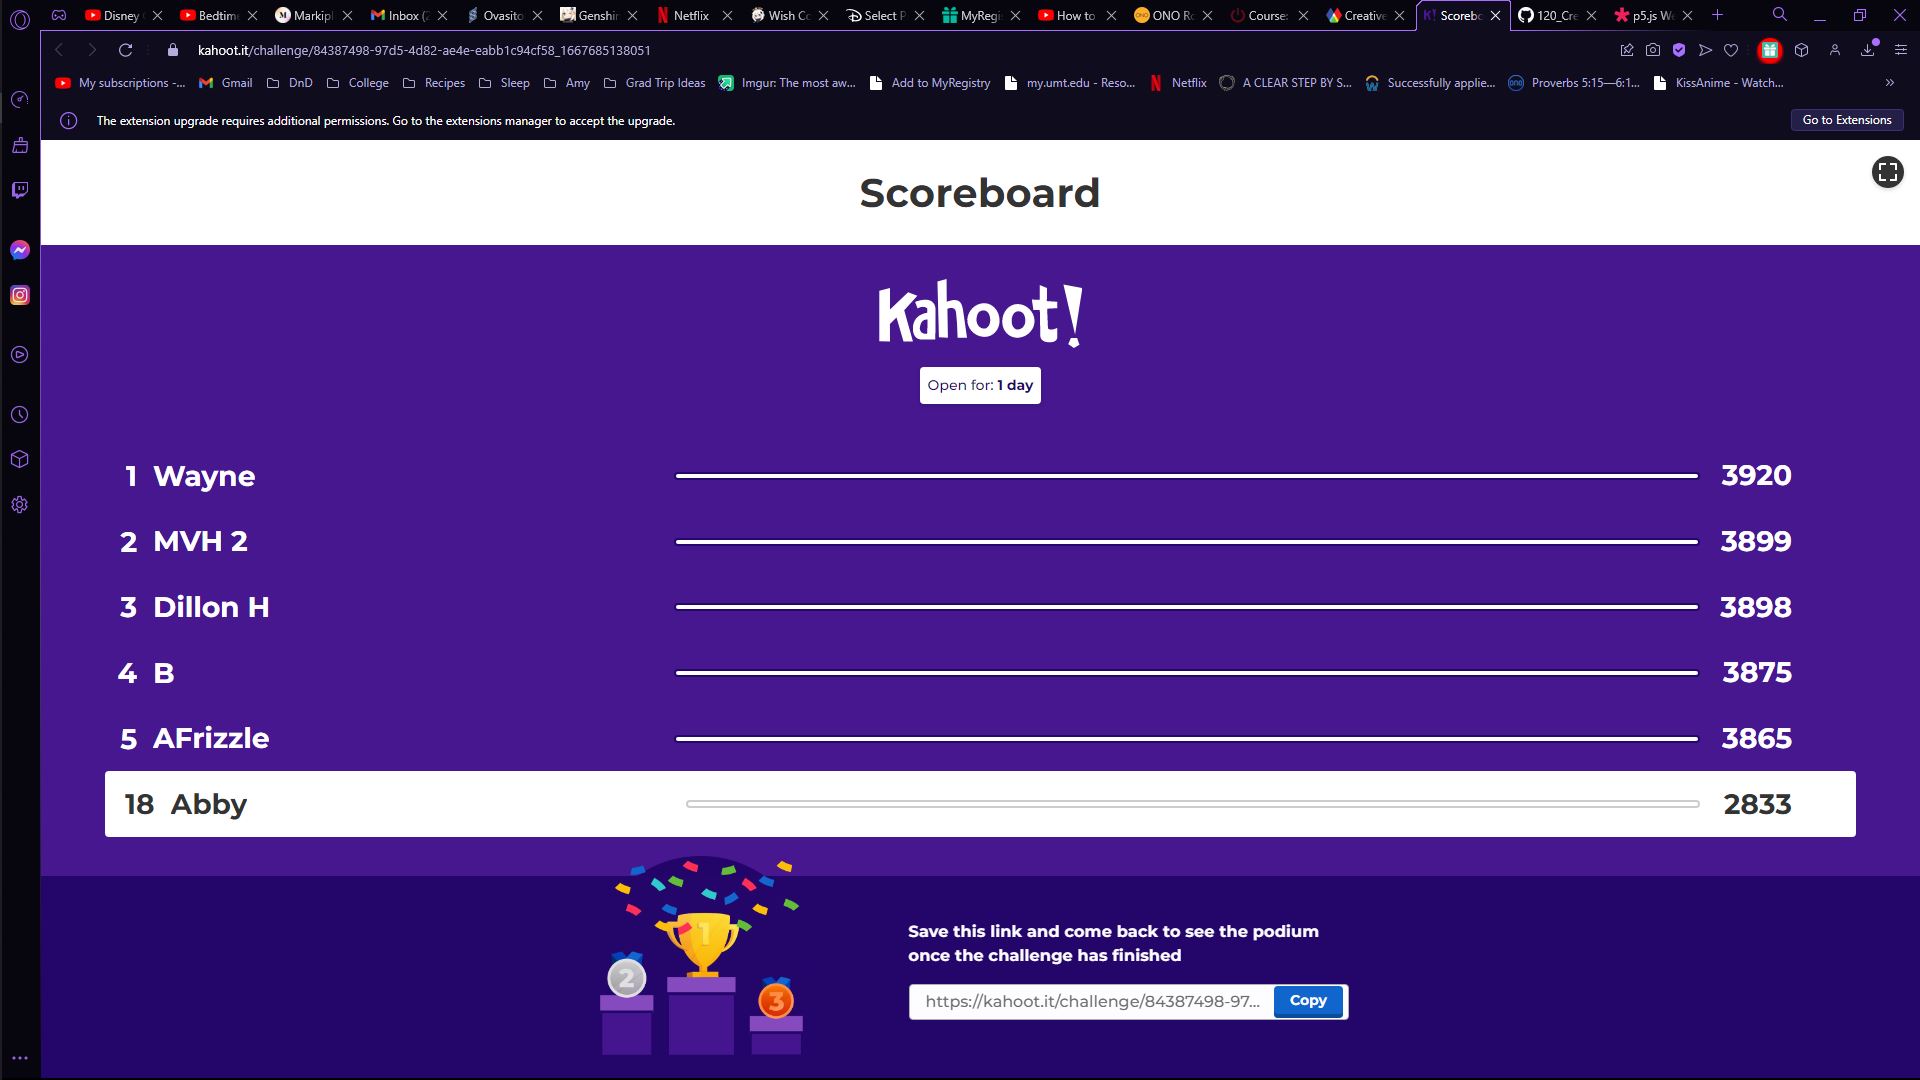 Disney
Bedtime
Markipl
Inbox (2
Ovasito
Genshin
Netflix
Wish Co
Select P
MyRegis
How to
ONO Ro
Course:
Creative
K! Scorebo
120_Cre
p5.js We
kahoot.it/challenge/84387498-97d5-4d82-ae4e-eabb1c94cf58_1667685138051
My subscriptions -...
Gmail
DnD
College
Recipes
Sleep
Amy
Grad Trip Ideas
Imgur: The most aw...
Add to MyRegistry
my.umt.edu - Reso...
Netflix
A CLEAR STEP BY S...
Successfully applie...
Proverbs 5:15—6:1...
KissAnime - Watch...
The extension upgrade requires additional permissions. Go to the extensions manager to accept the upgrade.
Go to Extensions
Scoreboard
Kahoot!
Open for: 1 day
1 Wayne 3920
2 MVH 2 3899
3 Dillon H 3898
4 B 3875
5 AFrizzle 3865
18 Abby 2833
1
2
3
Save this link and come back to see the podium
once the challenge has finished
https://kahoot.it/challenge/84387498-97...
Copy